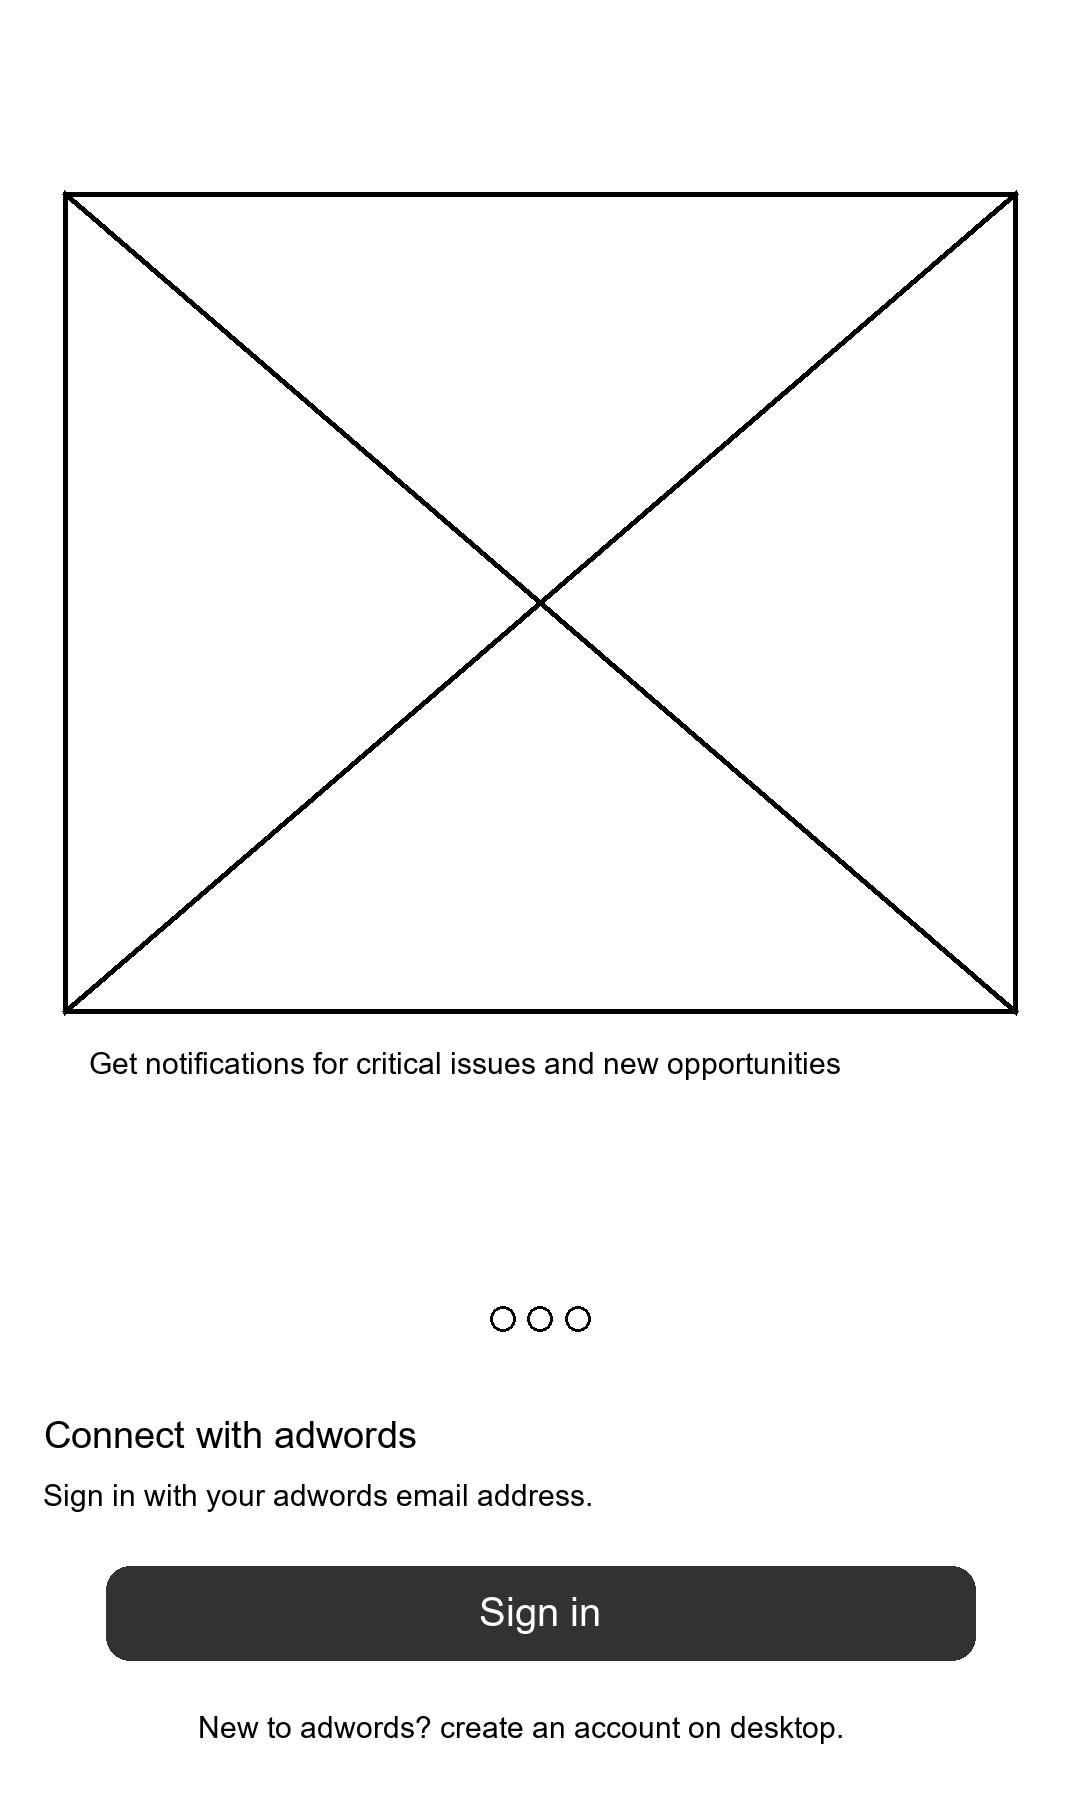 Get notifications for critical issues and new opportunities
Connect with adwords
Sign in with your adwords email address.
Sign in
New to adwords? create an account on desktop.